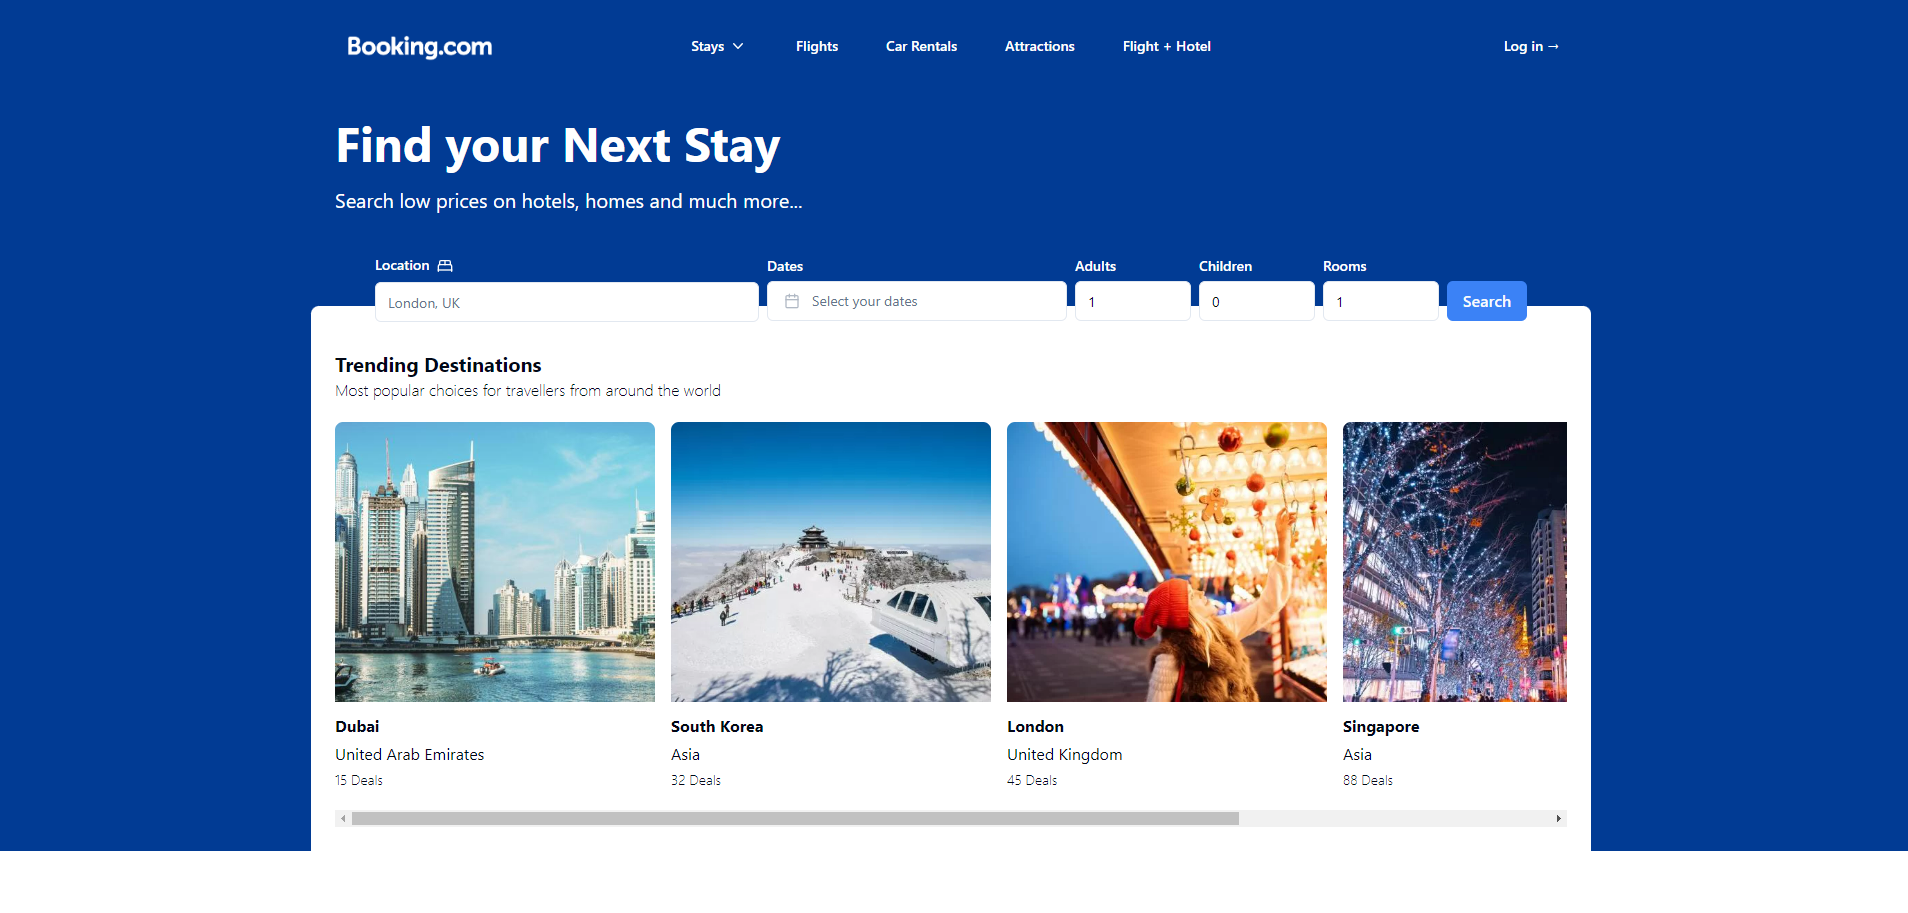 Booking.com
Stays
Flights
Car Rentals
Attractions
Flight + Hotel
Log in →
Find your Next Stay
Search low prices on hotels, homes and much more...
Location
Dates
Adults
Children
Rooms
London, UK
Select your dates
1
0
1
Search
Trending Destinations
Most popular choices for travellers from around the world
Dubai
United Arab Emirates
15 Deals
South Korea
Asia
32 Deals
London
United Kingdom
45 Deals
Singapore
Asia
88 Deals